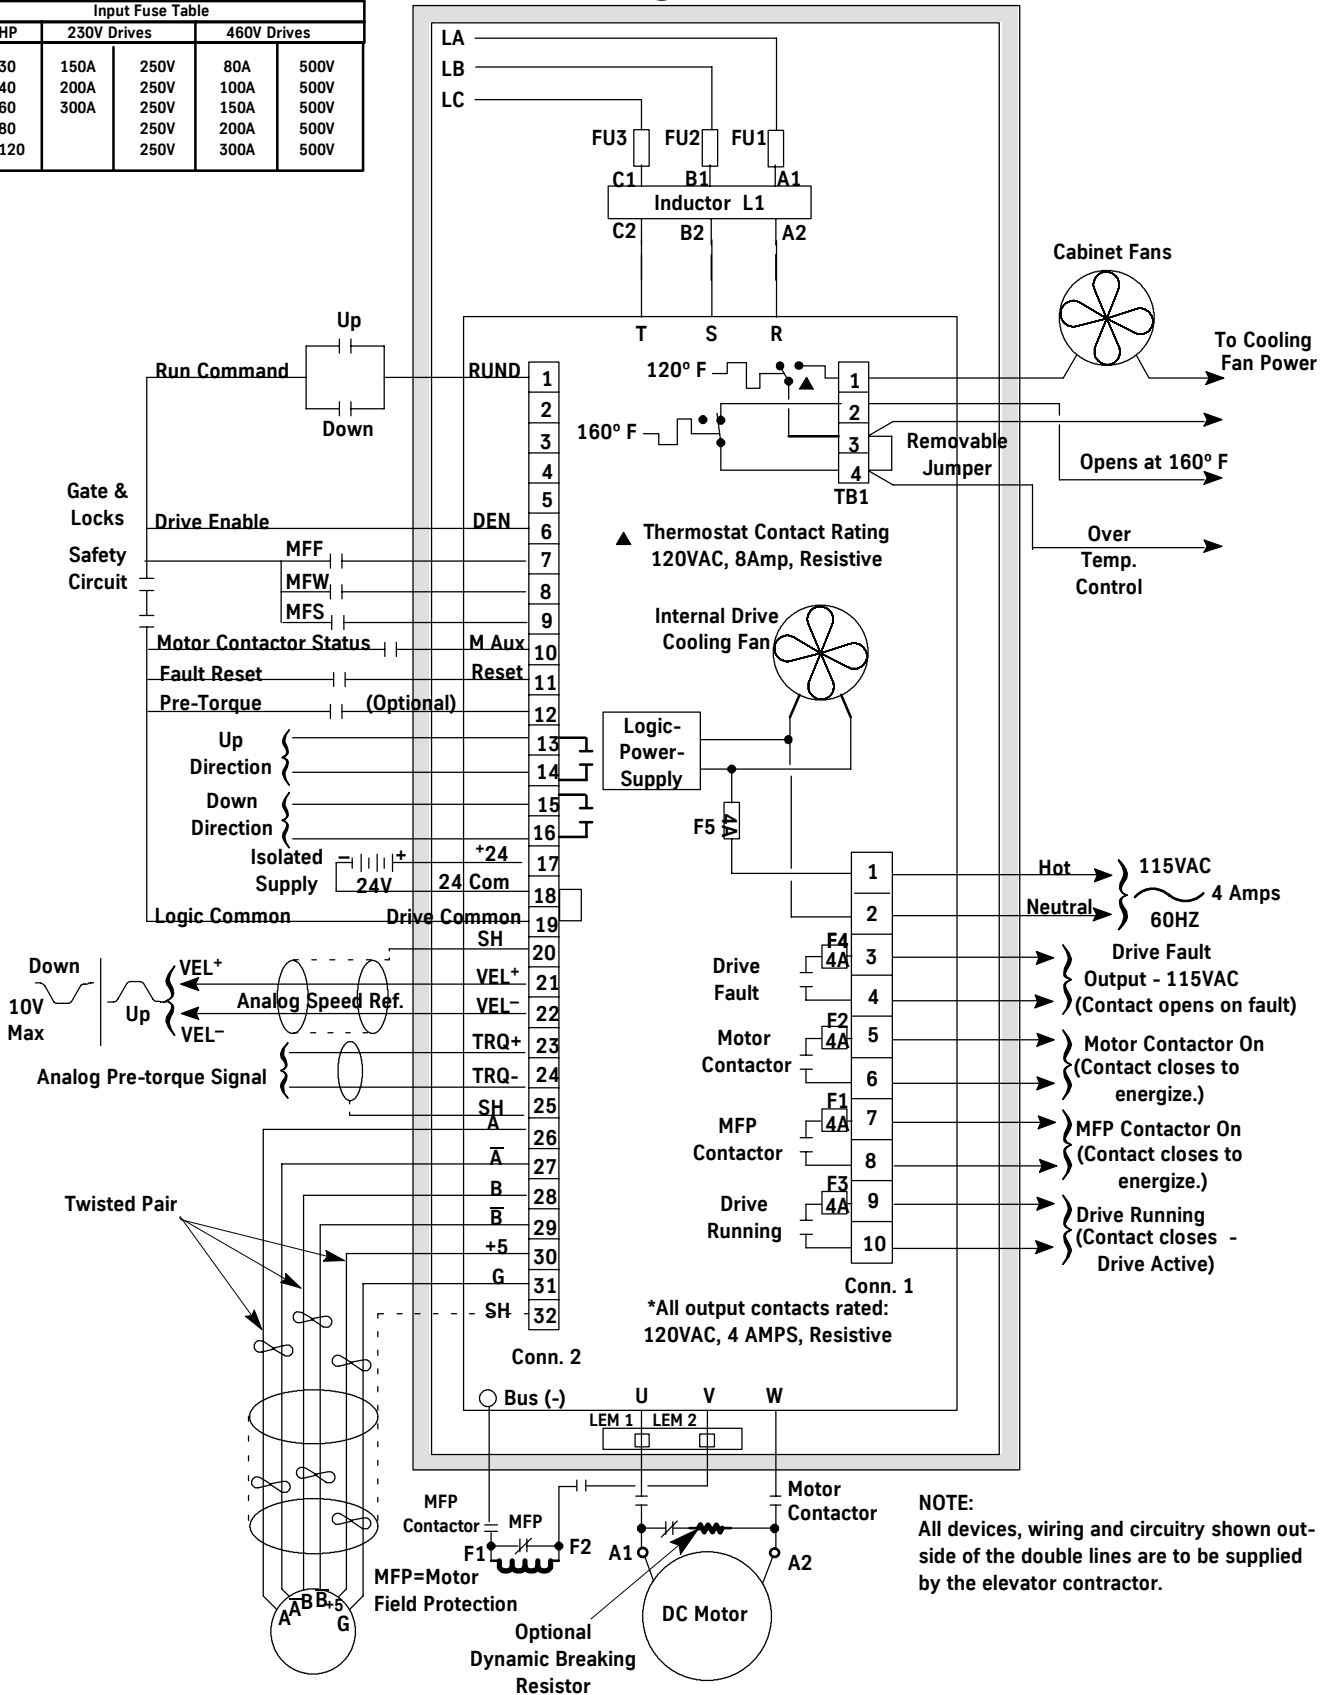 Input Fuse Table
HP 230V Drives 460V Drives
30 150A 250V 80A 500V
40 200A 250V 100A 500V
60 300A 250V 150A 500V
80 250V 200A 500V
120 250V 300A 500V
LA
LB
LC
FU3 FU2 FU1
C1 B1 A1
Inductor L1
C2 B2 A2
T S R
Cabinet Fans
To Cooling
Fan Power
Up
Run Command
Down
RUND
120º F
160º F
1
2
3
4
TB1
Removable
Jumper
Opens at 160º F
Over
Temp.
Control
▲ Thermostat Contact Rating
120VAC, 8Amp, Resistive
Gate &
Locks
Safety
Circuit
Drive Enable DEN
MFF
MFW
MFS
Motor Contactor Status M Aux
Fault Reset Reset
Pre-Torque (Optional)
Up
Direction
Down
Direction
Isolated
Supply
– +
24V
+24
24 Com
Logic Common Drive Common
SH
VEL+
VEL–
Down
10V
Max
Up
VEL+
VEL–
Analog Speed Ref.
TRQ+
TRQ-
Analog Pre-torque Signal
SH
A
A
B
B
+5
G
SH
1
2
3
4
5
6
7
8
9
10
11
12
13
14
15
16
17
18
19
20
21
22
23
24
25
26
27
28
29
30
31
32
Conn. 2
Twisted Pair
Internal Drive
Cooling Fan
Logic-
Power-
Supply
F5 4A
1
2
3
4
5
6
7
8
9
10
Conn. 1
Hot
Neutral
115VAC
4 Amps
60HZ
Drive
Fault
F4
4A
Drive Fault
Output - 115VAC
(Contact opens on fault)
Motor
Contactor
F2
4A
Motor Contactor On
(Contact closes to
energize.)
MFP
Contactor
F1
4A
MFP Contactor On
(Contact closes to
energize.)
Drive
Running
F3
4A
Drive Running
(Contact closes -
Drive Active)
*All output contacts rated:
120VAC, 4 AMPS, Resistive
Bus (-) U V W
LEM 1 LEM 2
MFP
Contactor
MFP
F1 F2
MFP=Motor
Field Protection
Motor
Contactor
A1 A2
DC Motor
Optional
Dynamic Breaking
Resistor
A A B B +5 G
NOTE:
All devices, wiring and circuitry shown out-
side of the double lines are to be supplied
by the elevator contractor.